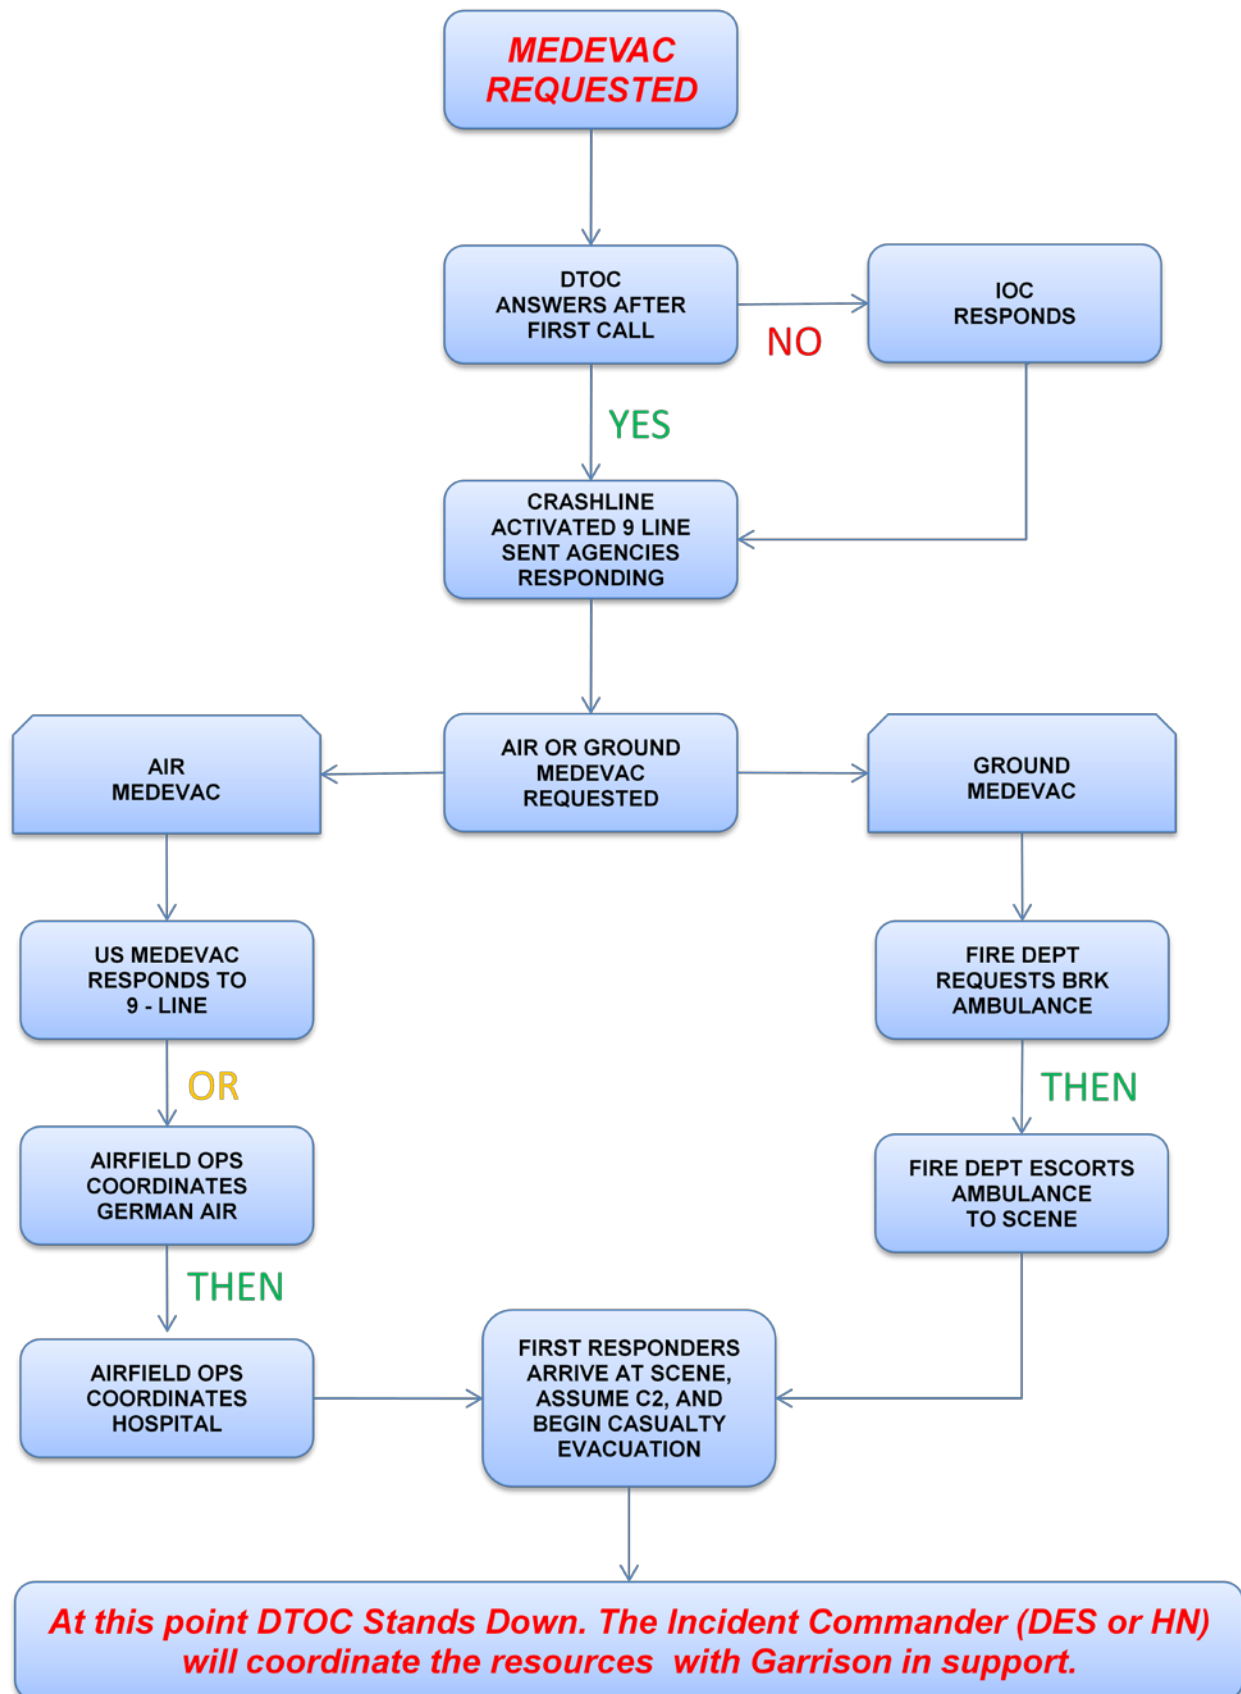 MEDEVAC
REQUESTED
DTOC
ANSWERS AFTER
FIRST CALL
NO
IOC
RESPONDS
YES
CRASHLINE
ACTIVATED 9 LINE
SENT AGENCIES
RESPONDING
AIR
MEDEVAC
AIR OR GROUND
MEDEVAC
REQUESTED
GROUND
MEDEVAC
US MEDEVAC
RESPONDS TO
9 - LINE
FIRE DEPT
REQUESTS BRK
AMBULANCE
OR
THEN
AIRFIELD OPS
COORDINATES
GERMAN AIR
FIRE DEPT ESCORTS
AMBULANCE
TO SCENE
THEN
AIRFIELD OPS
COORDINATES
HOSPITAL
FIRST RESPONDERS
ARRIVE AT SCENE,
ASSUME C2, AND
BEGIN CASUALTY
EVACUATION
At this point DTOC Stands Down. The Incident Commander (DES or HN)
will coordinate the resources  with Garrison in support.